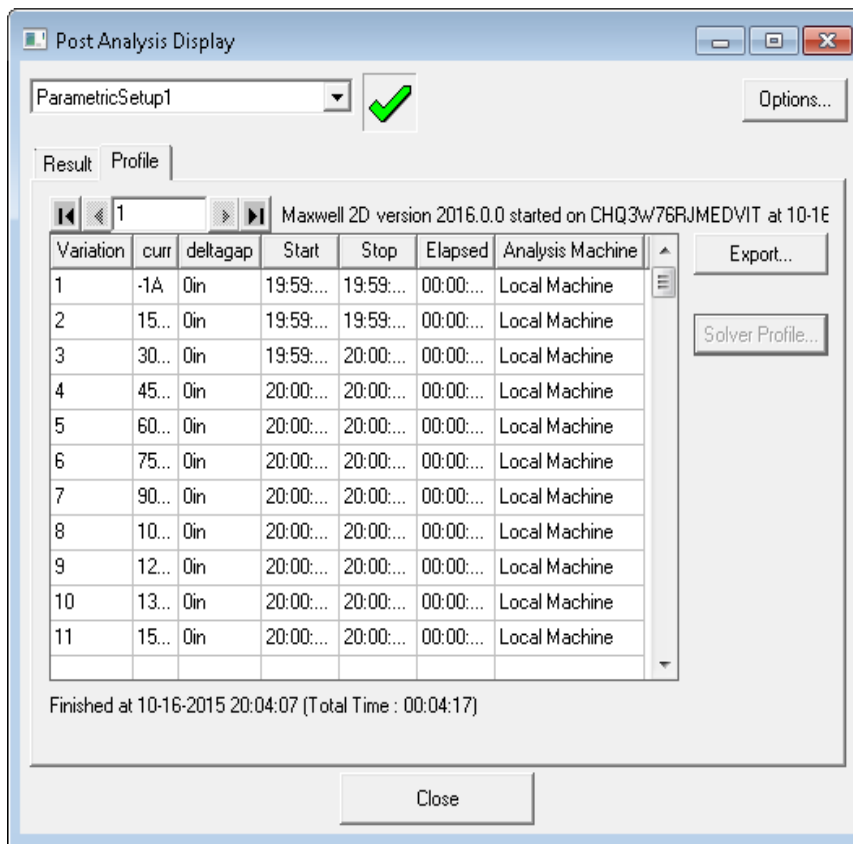 Post Analysis Display
ParametricSetup1
Options...
Result Profile
1 Maxwell 2D version 2016.0.0 started on CHQ3W76RJMEDVIT at 10-16
Variation curr deltagap Start Stop Elapsed Analysis Machine
Export...
1 -1A 0in 19:59:... 19:59:... 00:00:... Local Machine
2 15... 0in 19:59:... 19:59:... 00:00:... Local Machine
Solver Profile...
3 30... 0in 19:59:... 20:00:... 00:00:... Local Machine
4 45... 0in 20:00:... 20:00:... 00:00:... Local Machine
5 60... 0in 20:00:... 20:00:... 00:00:... Local Machine
6 75... 0in 20:00:... 20:00:... 00:00:... Local Machine
7 90... 0in 20:00:... 20:00:... 00:00:... Local Machine
8 10... 0in 20:00:... 20:00:... 00:00:... Local Machine
9 12... 0in 20:00:... 20:00:... 00:00:... Local Machine
10 13... 0in 20:00:... 20:00:... 00:00:... Local Machine
11 15... 0in 20:00:... 20:00:... 00:00:... Local Machine
Finished at 10-16-2015 20:04:07 (Total Time : 00:04:17)
Close